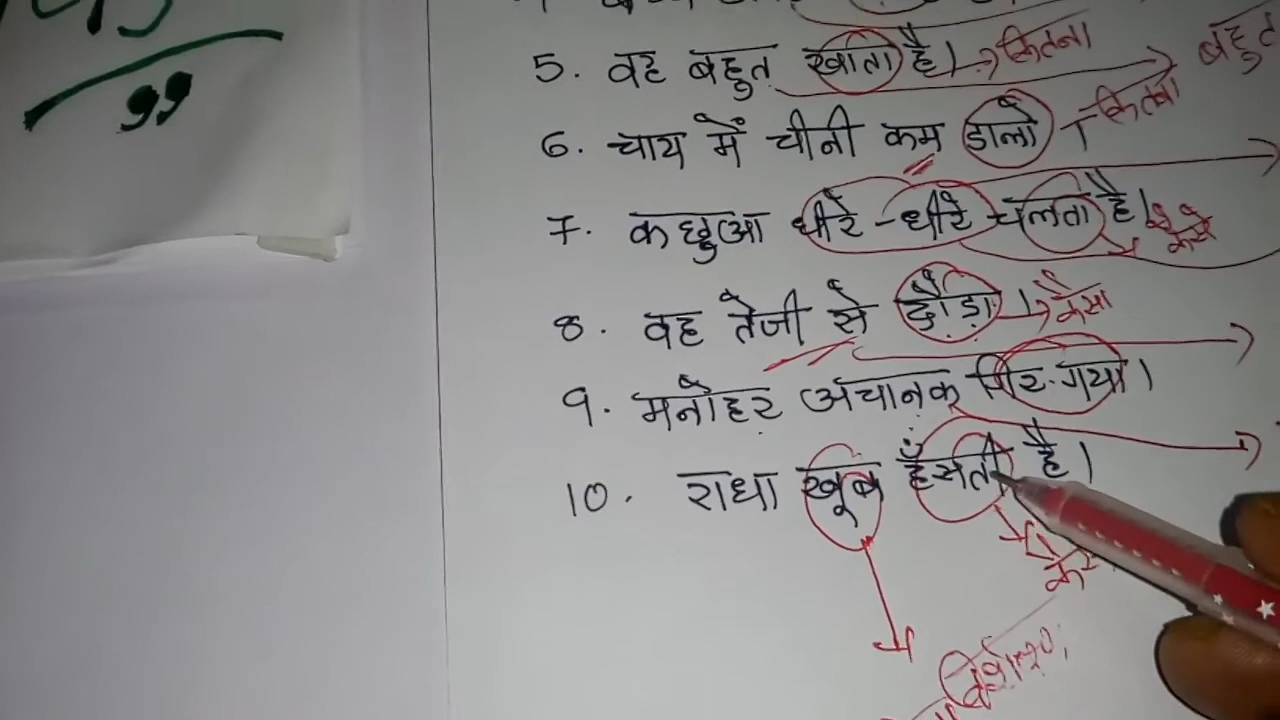 5. वह बहुत खाता है। → कितना बहुत
6. चाय में चीनी कम डालो कितना
7. कछुआ धीरे-धीरे चलता है। कैसे
8. वह तेजी से दौड़ा। → कैसा
9. मनोहर अचानक गिर गया।
10. राधा खूब हँसती है।